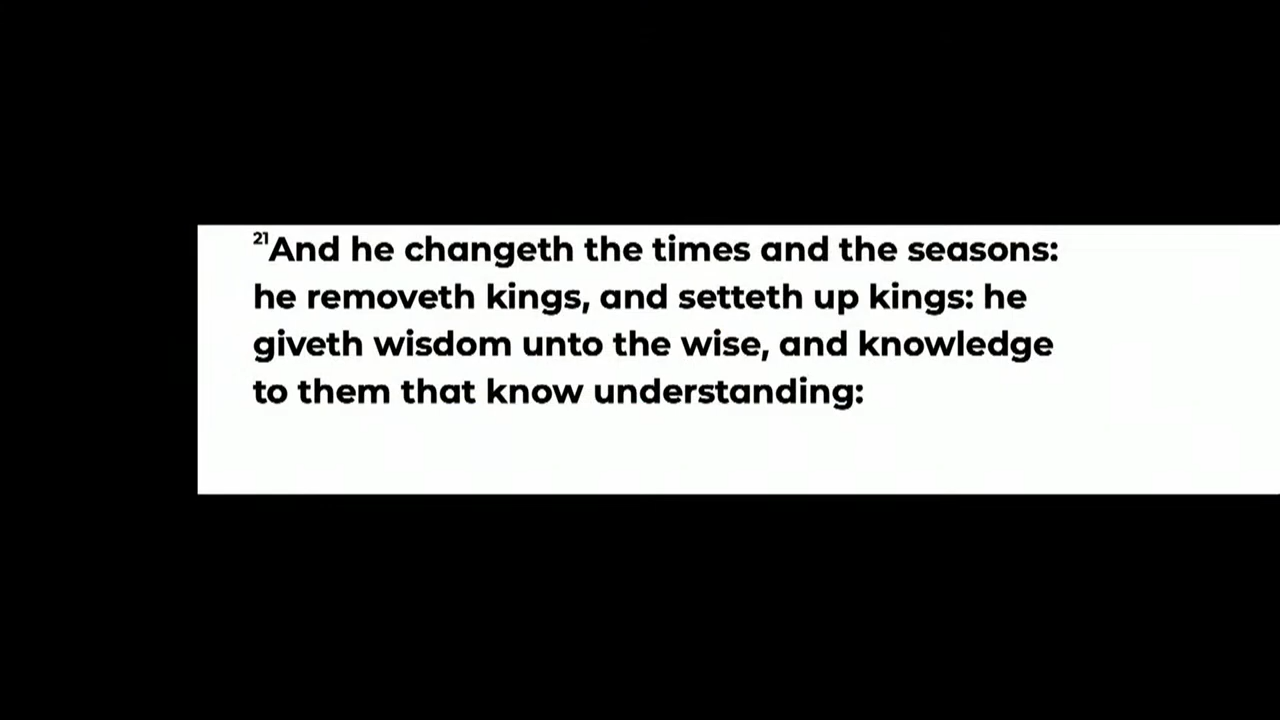 21And he changeth the times and the seasons:
he removeth kings, and setteth up kings: he
giveth wisdom unto the wise, and knowledge
to them that know understanding: